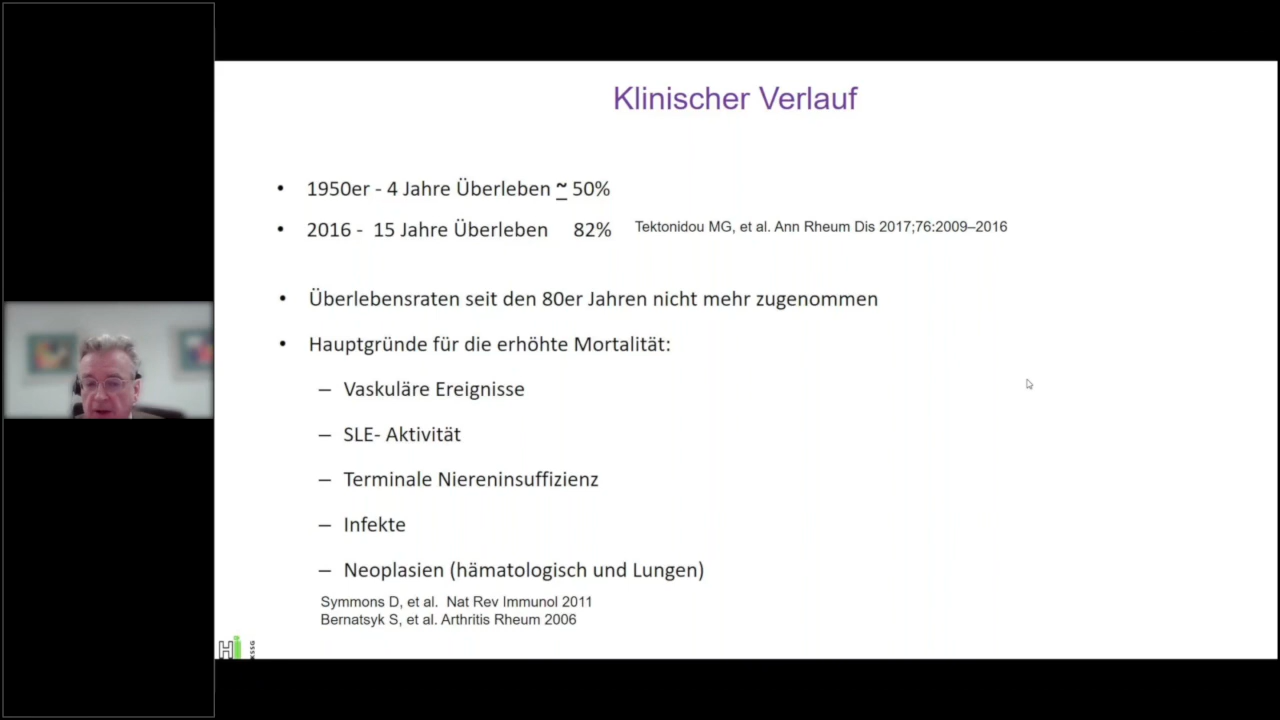 Klinischer Verlauf
• 1950er - 4 Jahre Überleben ~ 50%
• 2016 - 15 Jahre Überleben 82% Tektonidou MG, et al. Ann Rheum Dis 2017;76:2009–2016
• Überlebensraten seit den 80er Jahren nicht mehr zugenommen
• Hauptgründe für die erhöhte Mortalität:
– Vaskuläre Ereignisse
– SLE- Aktivität
– Terminale Niereninsuffizienz
– Infekte
– Neoplasien (hämatologisch und Lungen)
Symmons D, et al. Nat Rev Immunol 2011
Bernatsyk S, et al. Arthritis Rheum 2006
KSSG